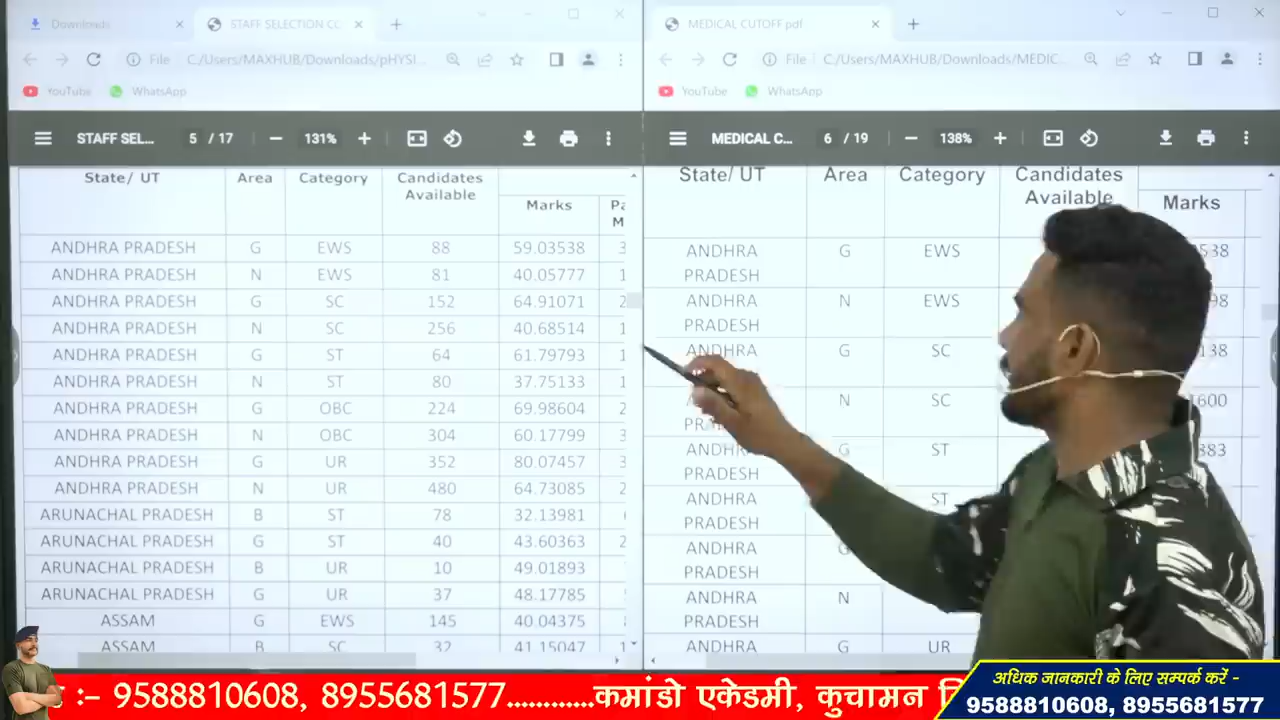 Downloads
STAFF SELECTION CC
MEDICAL CUTOFF pdf
File C:/Users/MAXHUB/Downloads/pHYSI...
File C:/Users/MAXHUB/Downloads/MEDIC...
YouTube WhatsApp
YouTube WhatsApp
STAFF SEL... 5 / 17 131%
MEDICAL C... 6 / 19 138%
State/ UT Area Category Candidates Available
Marks
ANDHRA PRADESH G EWS 88 59.03538
ANDHRA PRADESH N EWS 81 40.05777
ANDHRA PRADESH G SC 152 64.91071
ANDHRA PRADESH N SC 256 40.68514
ANDHRA PRADESH G ST 64 61.79793
ANDHRA PRADESH N ST 80 37.75133
ANDHRA PRADESH G OBC 224 69.98604
ANDHRA PRADESH N OBC 304 60.17799
ANDHRA PRADESH G UR 352 80.07457
ANDHRA PRADESH N UR 480 64.73085
ARUNACHAL PRADESH B ST 78 32.13981
ARUNACHAL PRADESH G ST 40 43.60363
ARUNACHAL PRADESH B UR 10 49.01893
ARUNACHAL PRADESH G UR 37 48.17785
ASSAM G EWS 145 40.04375
ASSAM B SC 32 41.15047
State/ UT Area Category Candidates
Available
Marks
ANDHRA G EWS
PRADESH
ANDHRA N EWS
PRADESH
ANDHRA G SC
N SC
ANDHRA G ST
PRADESH
ANDHRA ST
PRADESH
ANDHRA G
PRADESH
ANDHRA N
PRADESH
ANDHRA G UR
:– 9588810608, 8955681577.............कमांडो एकेडमी, कुचामन
अधिक जानकारी के लिए सम्पर्क करें -
9588810608, 8955681577